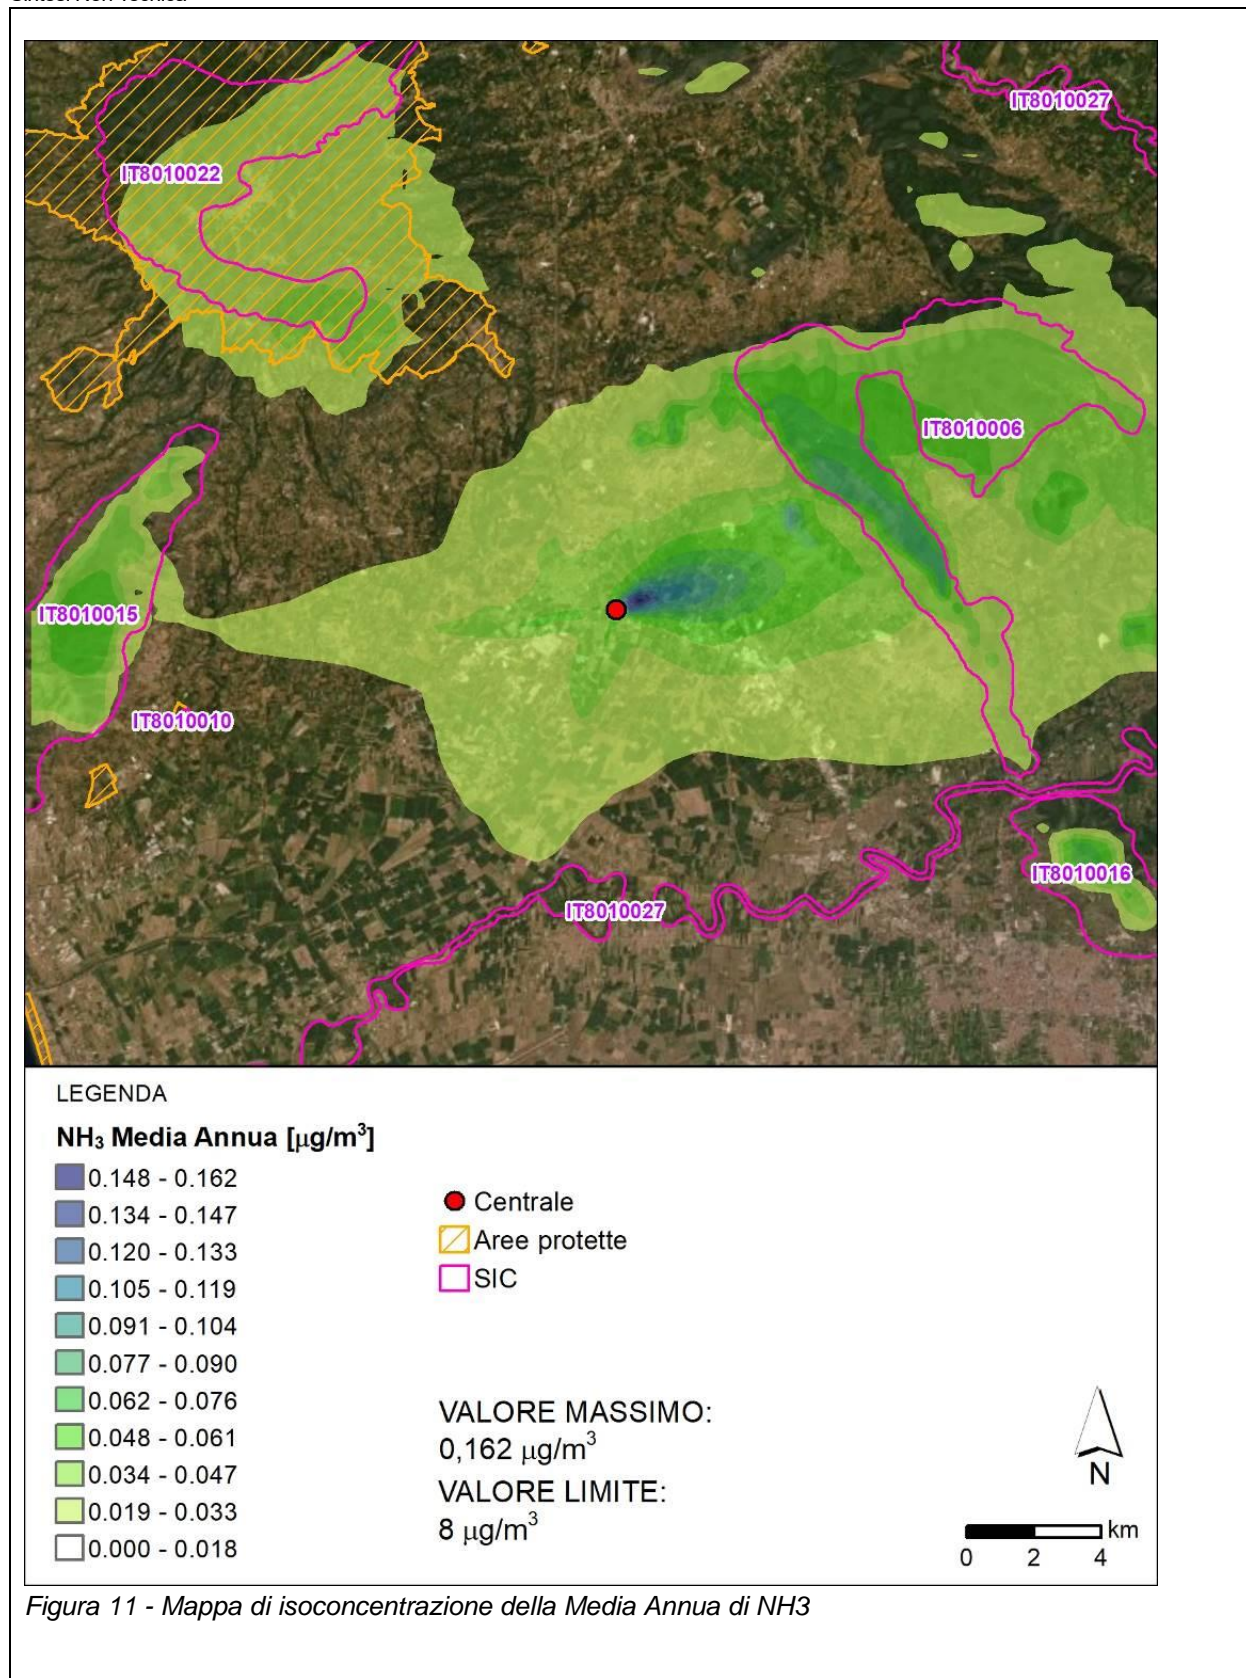 Sintesi Non Tecnica
IT8010027
IT8010022
IT8010006
IT8010015
IT8010010
IT8010016
IT8010027
LEGENDA
NH3 Media Annua [µg/m³]
0.148 - 0.162
0.134 - 0.147
0.120 - 0.133
0.105 - 0.119
0.091 - 0.104
0.077 - 0.090
0.062 - 0.076
0.048 - 0.061
0.034 - 0.047
0.019 - 0.033
0.000 - 0.018
Centrale
Aree protette
SIC
VALORE MASSIMO:
0,162 µg/m³
VALORE LIMITE:
8 µg/m³
N
km
0 2 4
Figura 11 - Mappa di isoconcentrazione della Media Annua di NH3